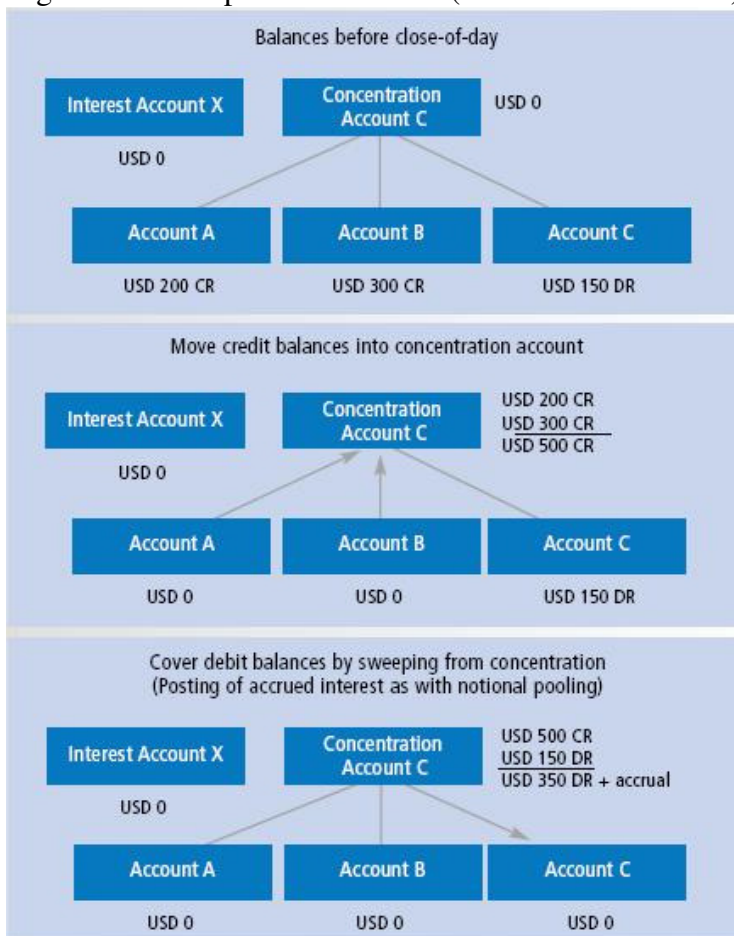 Balances before close-of-day
Interest Account X
Concentration
Account C
USD 0
USD 0
Account A
Account B
Account C
USD 200 CR
USD 300 CR
USD 150 DR
Move credit balances into concentration account
Interest Account X
Concentration
Account C
USD 200 CR
USD 300 CR
USD 500 CR
USD 0
Account A
Account B
Account C
USD 0
USD 0
USD 150 DR
Cover debit balances by sweeping from concentration
(Posting of accrued interest as with notional pooling)
Interest Account X
Concentration
Account C
USD 500 CR
USD 150 DR
USD 350 DR + accrual
USD 0
Account A
Account B
Account C
USD 0
USD 0
USD 0